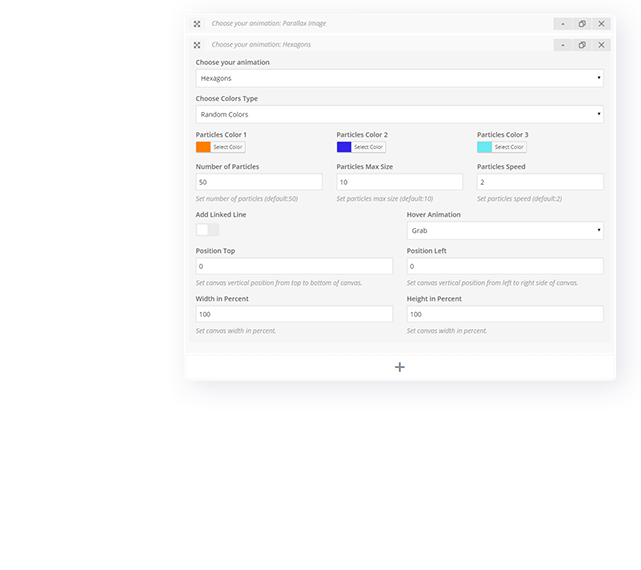 Choose your animation: Parallax Image
Choose your animation: Hexagons
Choose your animation
Hexagons
Choose Colors Type
Random Colors
Particles Color 1 Particles Color 2 Particles Color 3
Select Color Select Color Select Color
Number of Particles Particles Max Size Particles Speed
50 10 2
Set number of particles (default:50) Set particles max size (default:10) Set particles speed (default:2)
Add Linked Line Hover Animation
Grab
Position Top Position Left
0 0
Set canvas vertical position from top to bottom of canvas. Set canvas vertical position from left to right side of canvas.
Width in Percent Height in Percent
100 100
Set canvas width in percent. Set canvas width in percent.